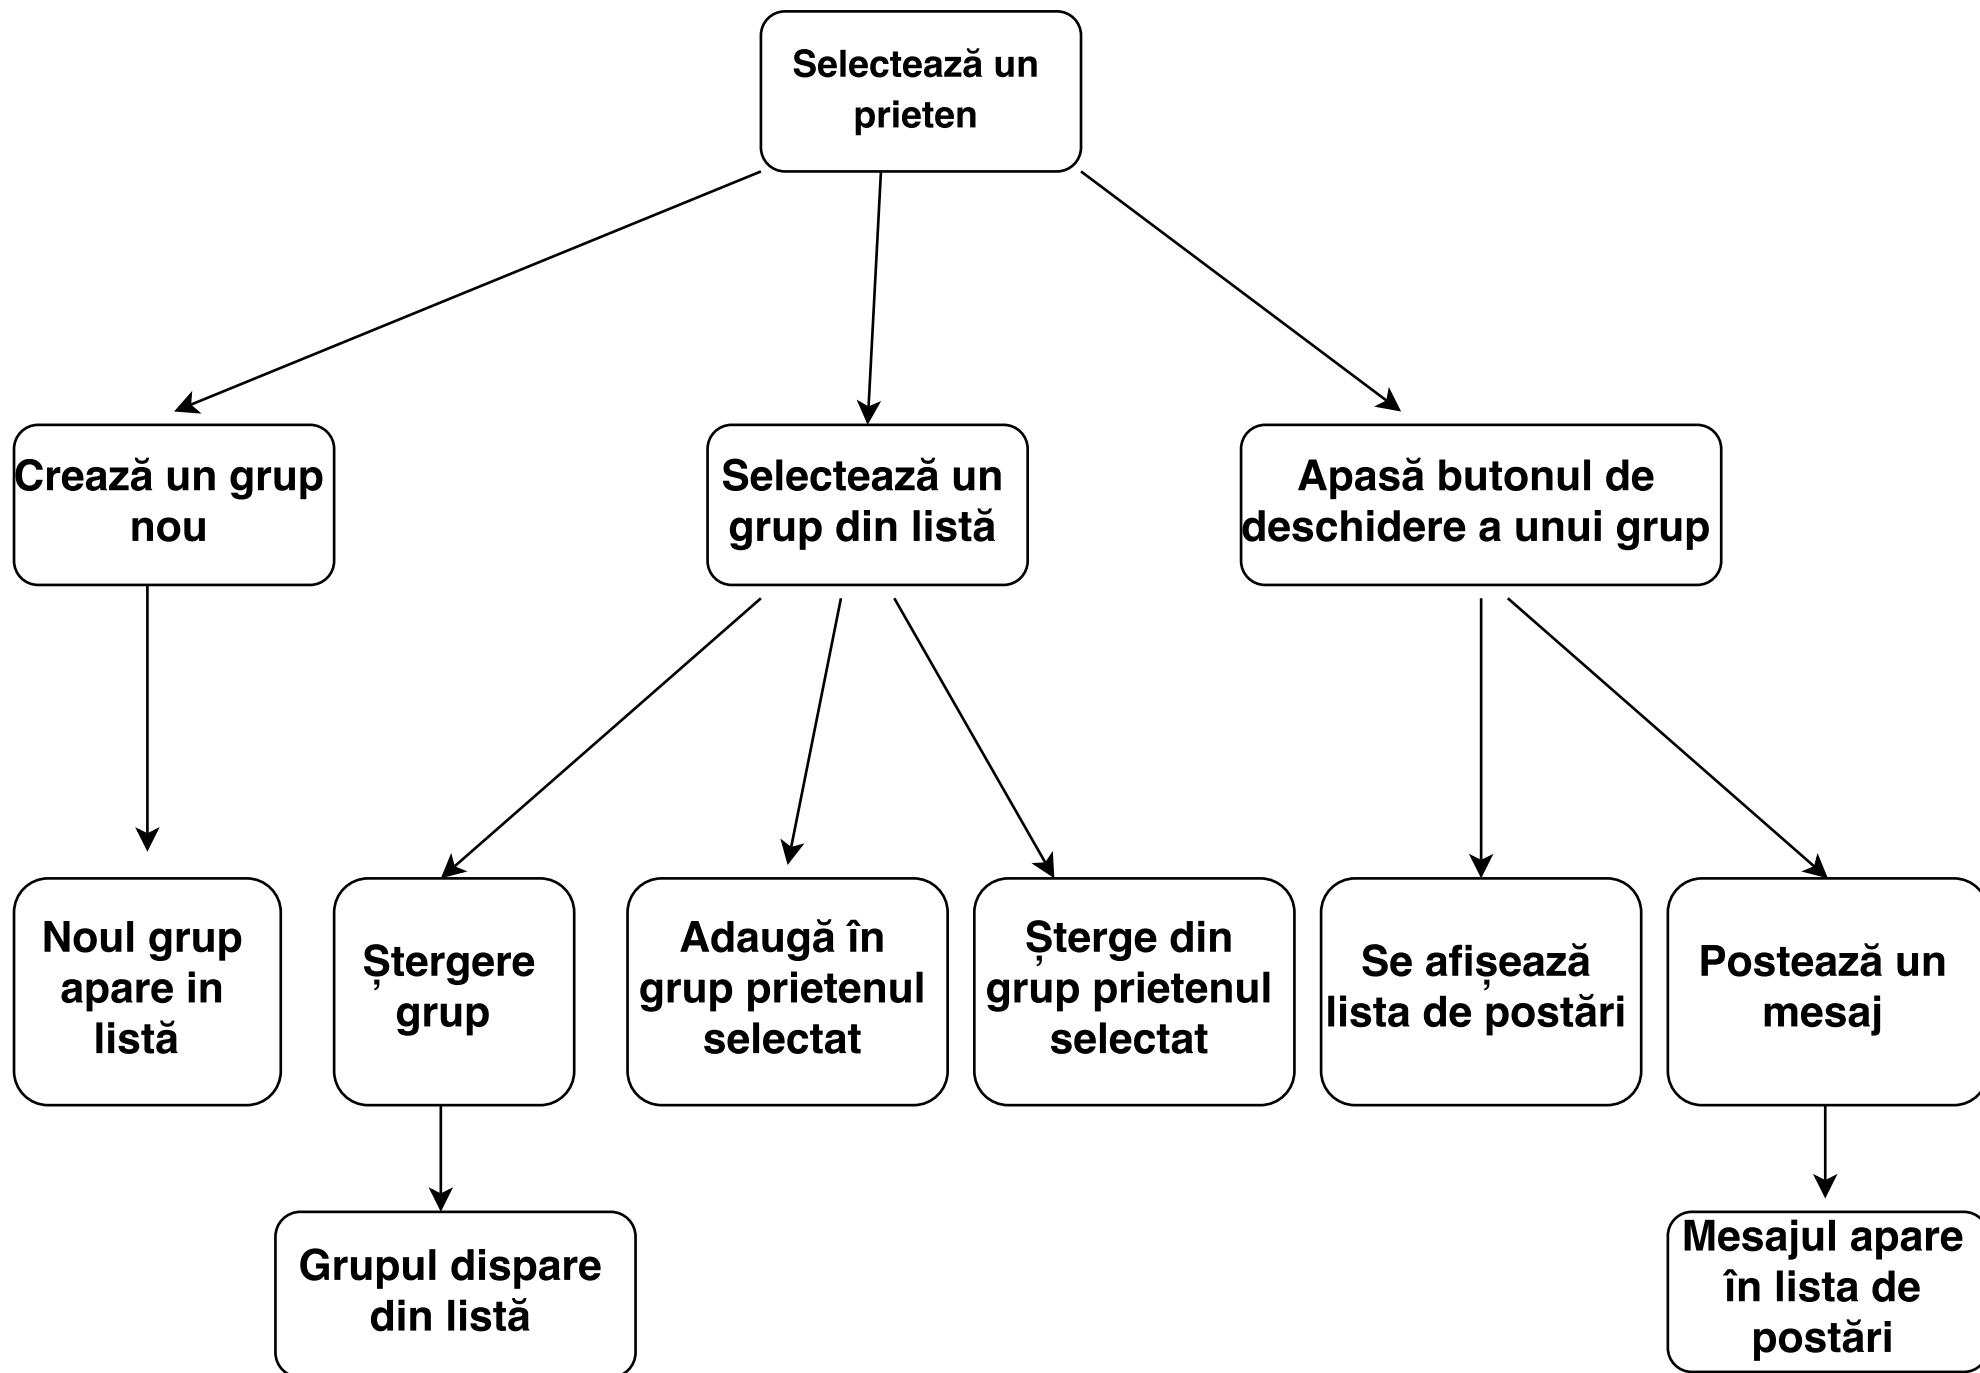 Selectează un
prieten
Crează un grup
nou
Selectează un
grup din listă
Apasă butonul de
deschidere a unui grup
Noul grup
apare in
listă
Ștergere
grup
Adaugă în
grup prietenul
selectat
Șterge din
grup prietenul
selectat
Se afișează
lista de postări
Postează un
mesaj
Grupul dispare
din listă
Mesajul apare
în lista de
postări